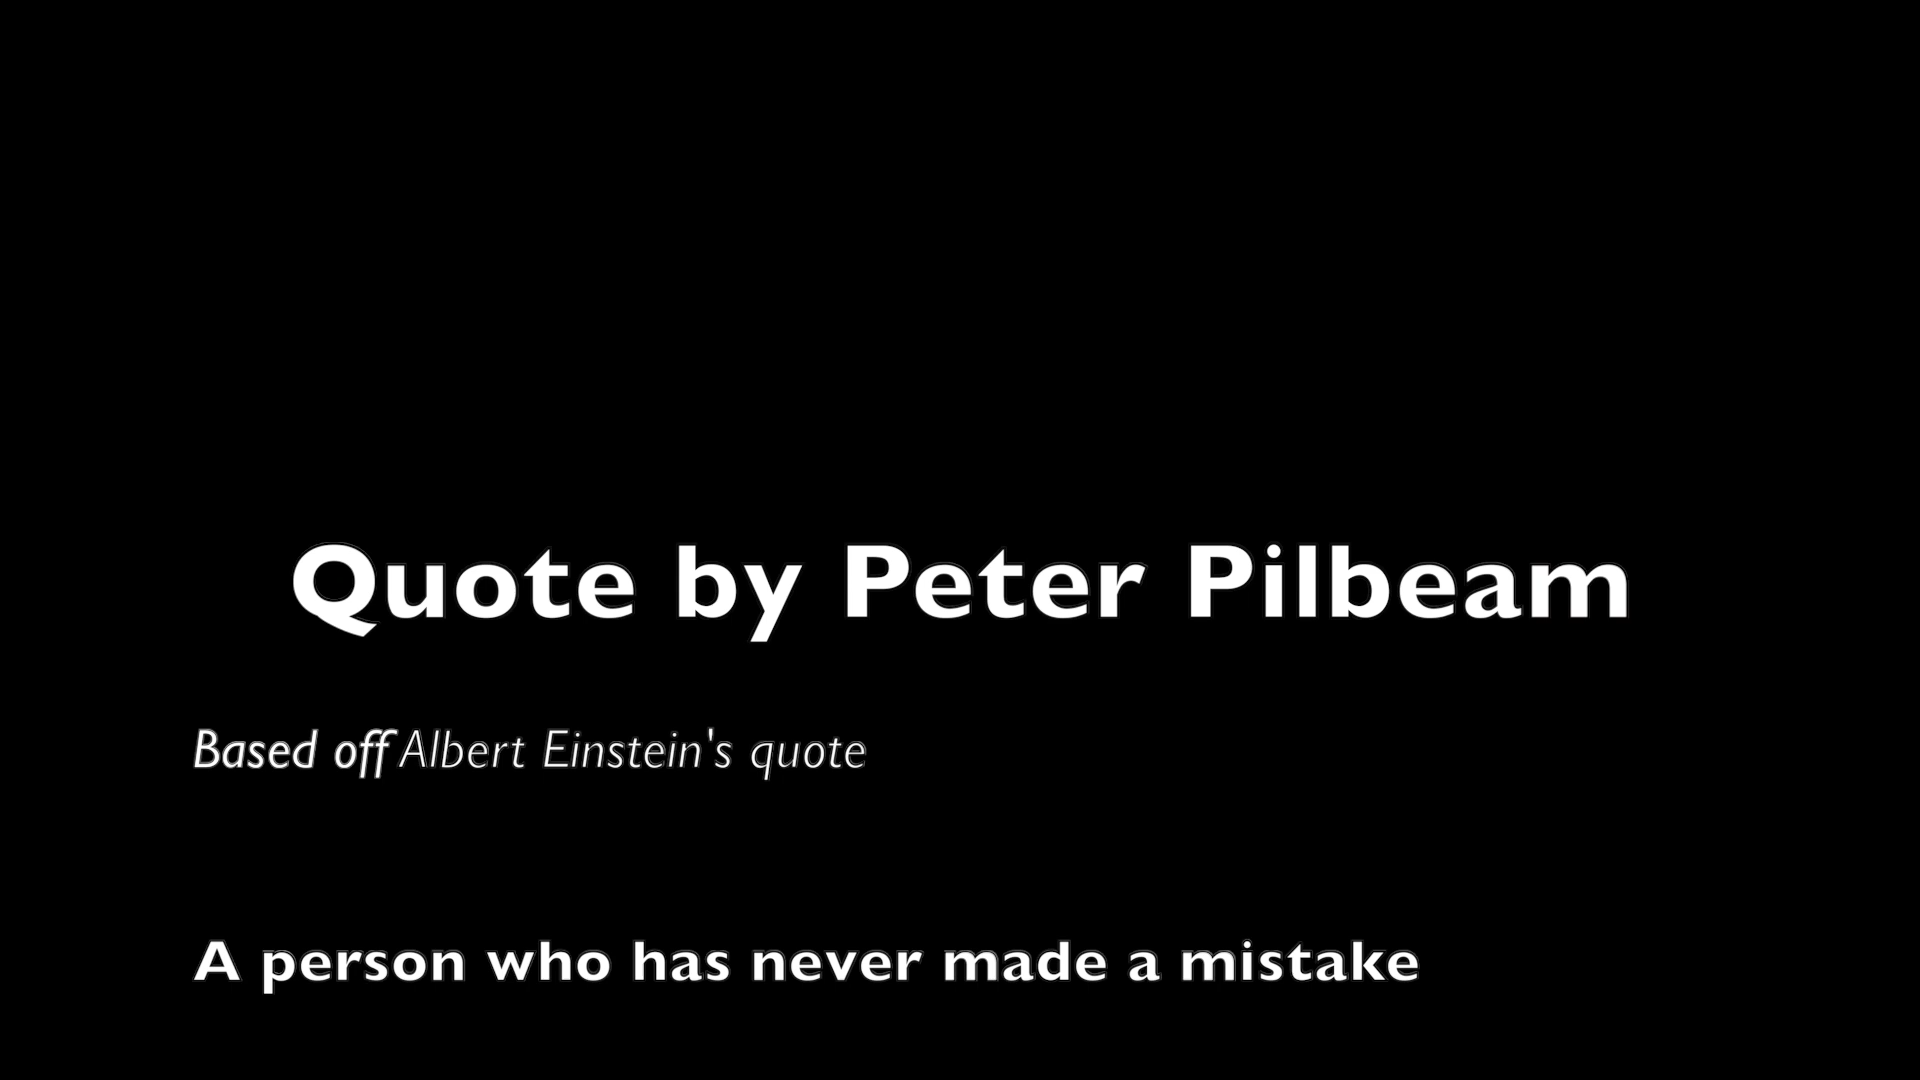 Quote by Peter Pilbeam
Based off Albert Einstein's quote
A person who has never made a mistake